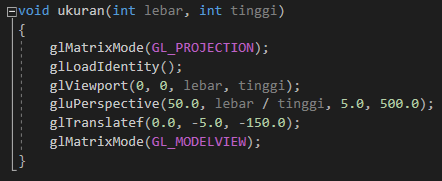 void ukuran(int lebar, int tinggi)
{
glMatrixMode(GL_PROJECTION);
glLoadIdentity();
glViewport(0, 0, lebar, tinggi);
gluPerspective(50.0, lebar / tinggi, 5.0, 500.0);
glTranslatef(0.0, -5.0, -150.0);
glMatrixMode(GL_MODELVIEW);
}